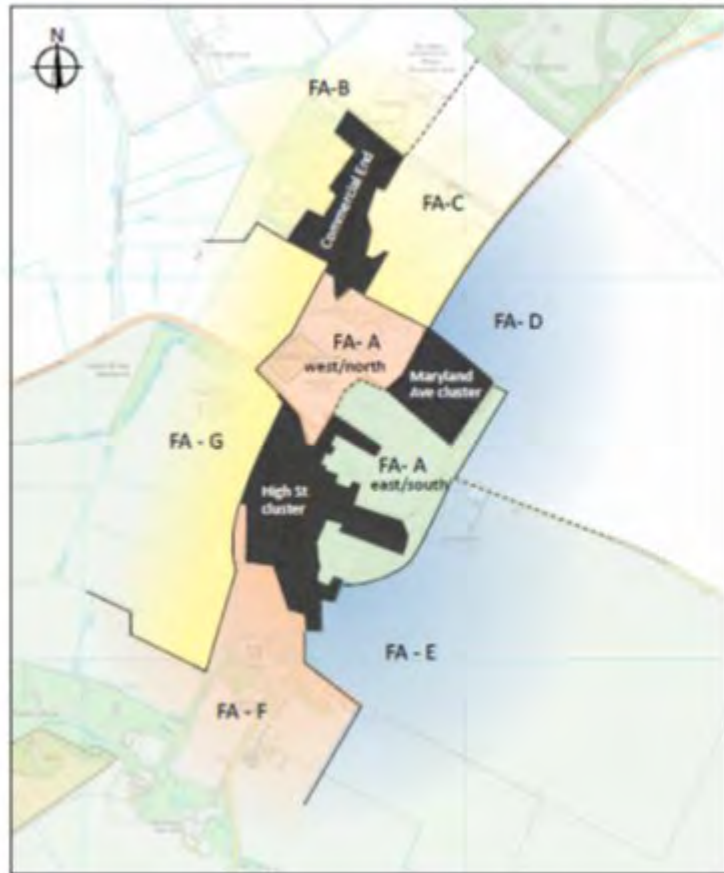 N
FA-B
Commercial End
FA-C
FA- D
FA- A
west/north
Maryland
Ave cluster
FA - G
FA- A
east/south
High St
cluster
FA - E
FA - F